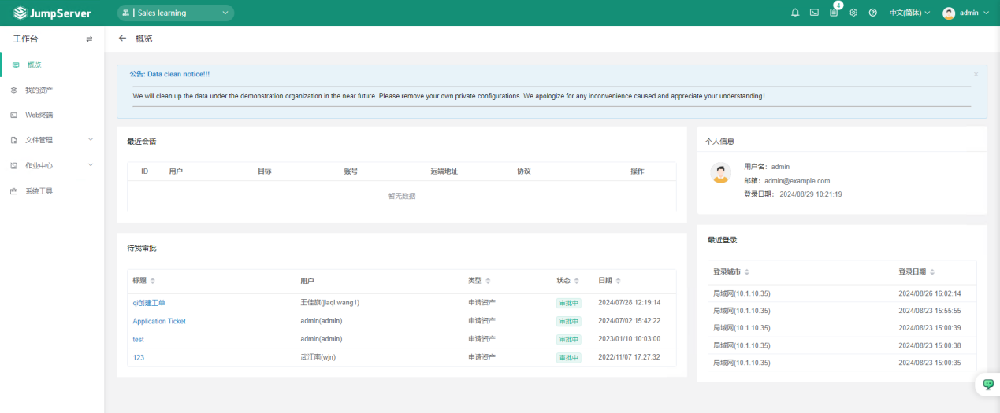 JumpServer
Sales learning
4
中文(简体)
admin
工作台
概览
我的资产
Web终端
文件管理
作业中心
系统工具
概览
公告: Data clean notice!!!
We will clean up the data under the demonstration organization in the near future. Please remove your own private configurations. We apologize for any inconvenience caused and appreciate your understanding!
最近会话
ID 用户 目标 账号 远端地址 协议 操作
暂无数据
待我审批
标题 用户 类型 状态 日期
qi创建工单 王佳旗(jiaqi.wang1) 申请资产 审批中 2024/07/28 12:19:14
Application Ticket admin(admin) 申请资产 审批中 2024/07/02 15:42:22
test admin(admin) 申请资产 审批中 2023/01/10 10:03:00
123 武江南(wjn) 申请资产 审批中 2022/11/07 17:27:32
个人信息
用户名: admin
邮箱: admin@example.com
登录日期: 2024/08/29 10:21:19
最近登录
登录城市 登录日期
局域网(10.1.10.35) 2024/08/26 16:02:14
局域网(10.1.10.35) 2024/08/23 15:55:55
局域网(10.1.10.35) 2024/08/23 15:00:39
局域网(10.1.10.35) 2024/08/23 15:00:38
局域网(10.1.10.35) 2024/08/23 15:00:35